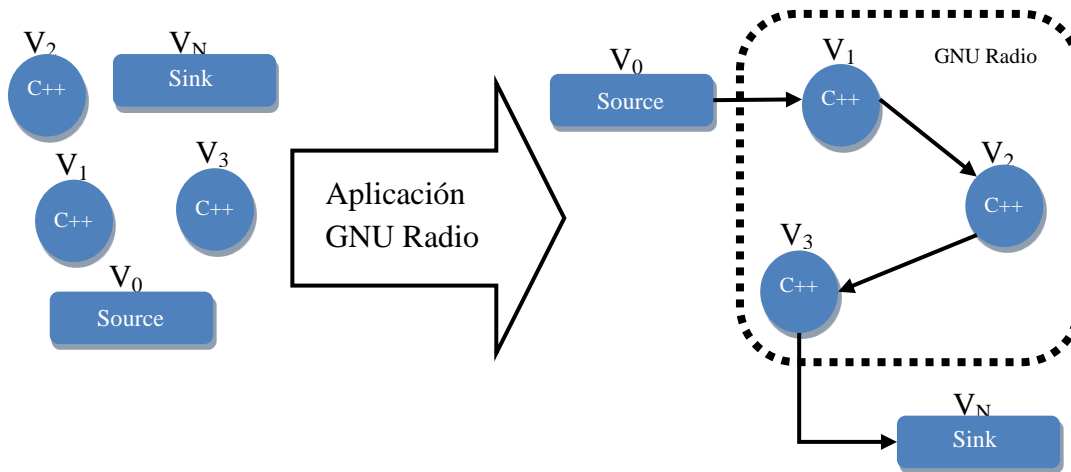 V2
C++
VN
Sink
V1
C++
V3
C++
V0
Source
Aplicación
GNU Radio
V0
Source
GNU Radio
V1
C++
V2
C++
V3
C++
VN
Sink